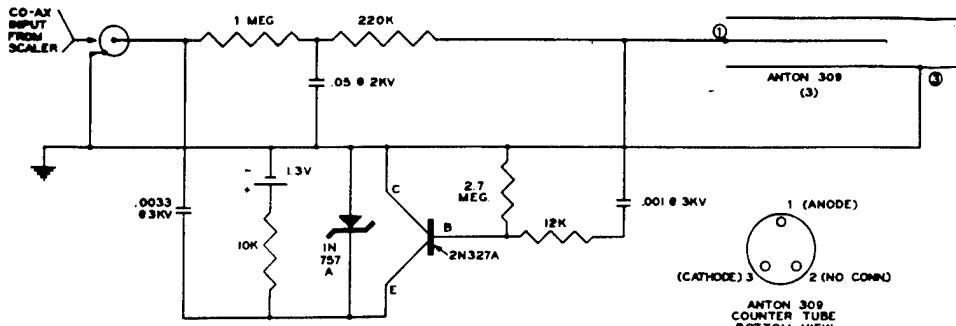 CO-AX
INPUT
FROM
SCALER
1 MEG
220K
.05 @ 2KV
1
ANTON 309
(3)
3
- 1.3V
+
.0033
@ 3KV
10K
1N
757
A
C
B
E
2N327A
2.7
MEG.
12K
.001 @ 3KV
1 (ANODE)
(CATHODE) 3
2 (NO CONN.)
ANTON 309
COUNTER TUBE
BOTTOM VIEW